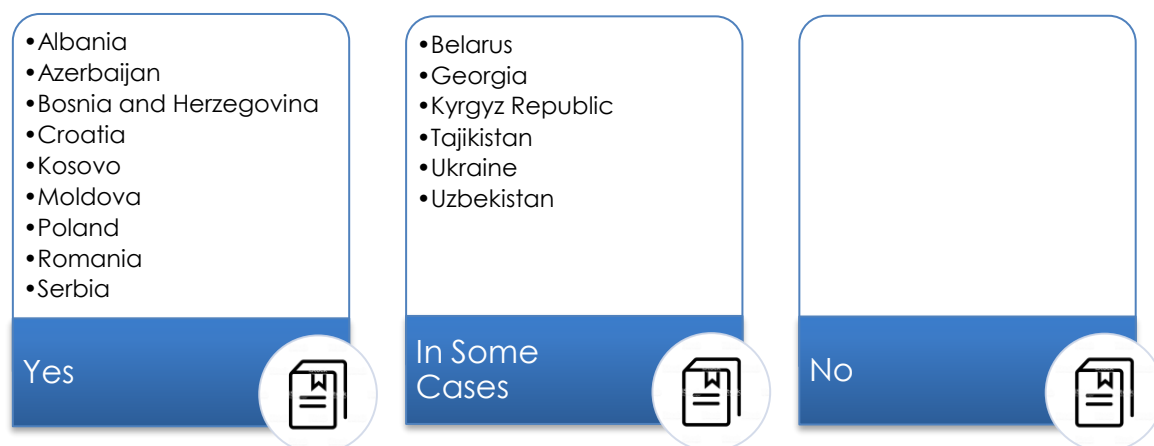 •Albania
•Azerbaijan
•Bosnia and Herzegovina
•Croatia
•Kosovo
•Moldova
•Poland
•Romania
•Serbia
Yes
•Belarus
•Georgia
•Kyrgyz Republic
•Tajikistan
•Ukraine
•Uzbekistan
In Some
Cases
No